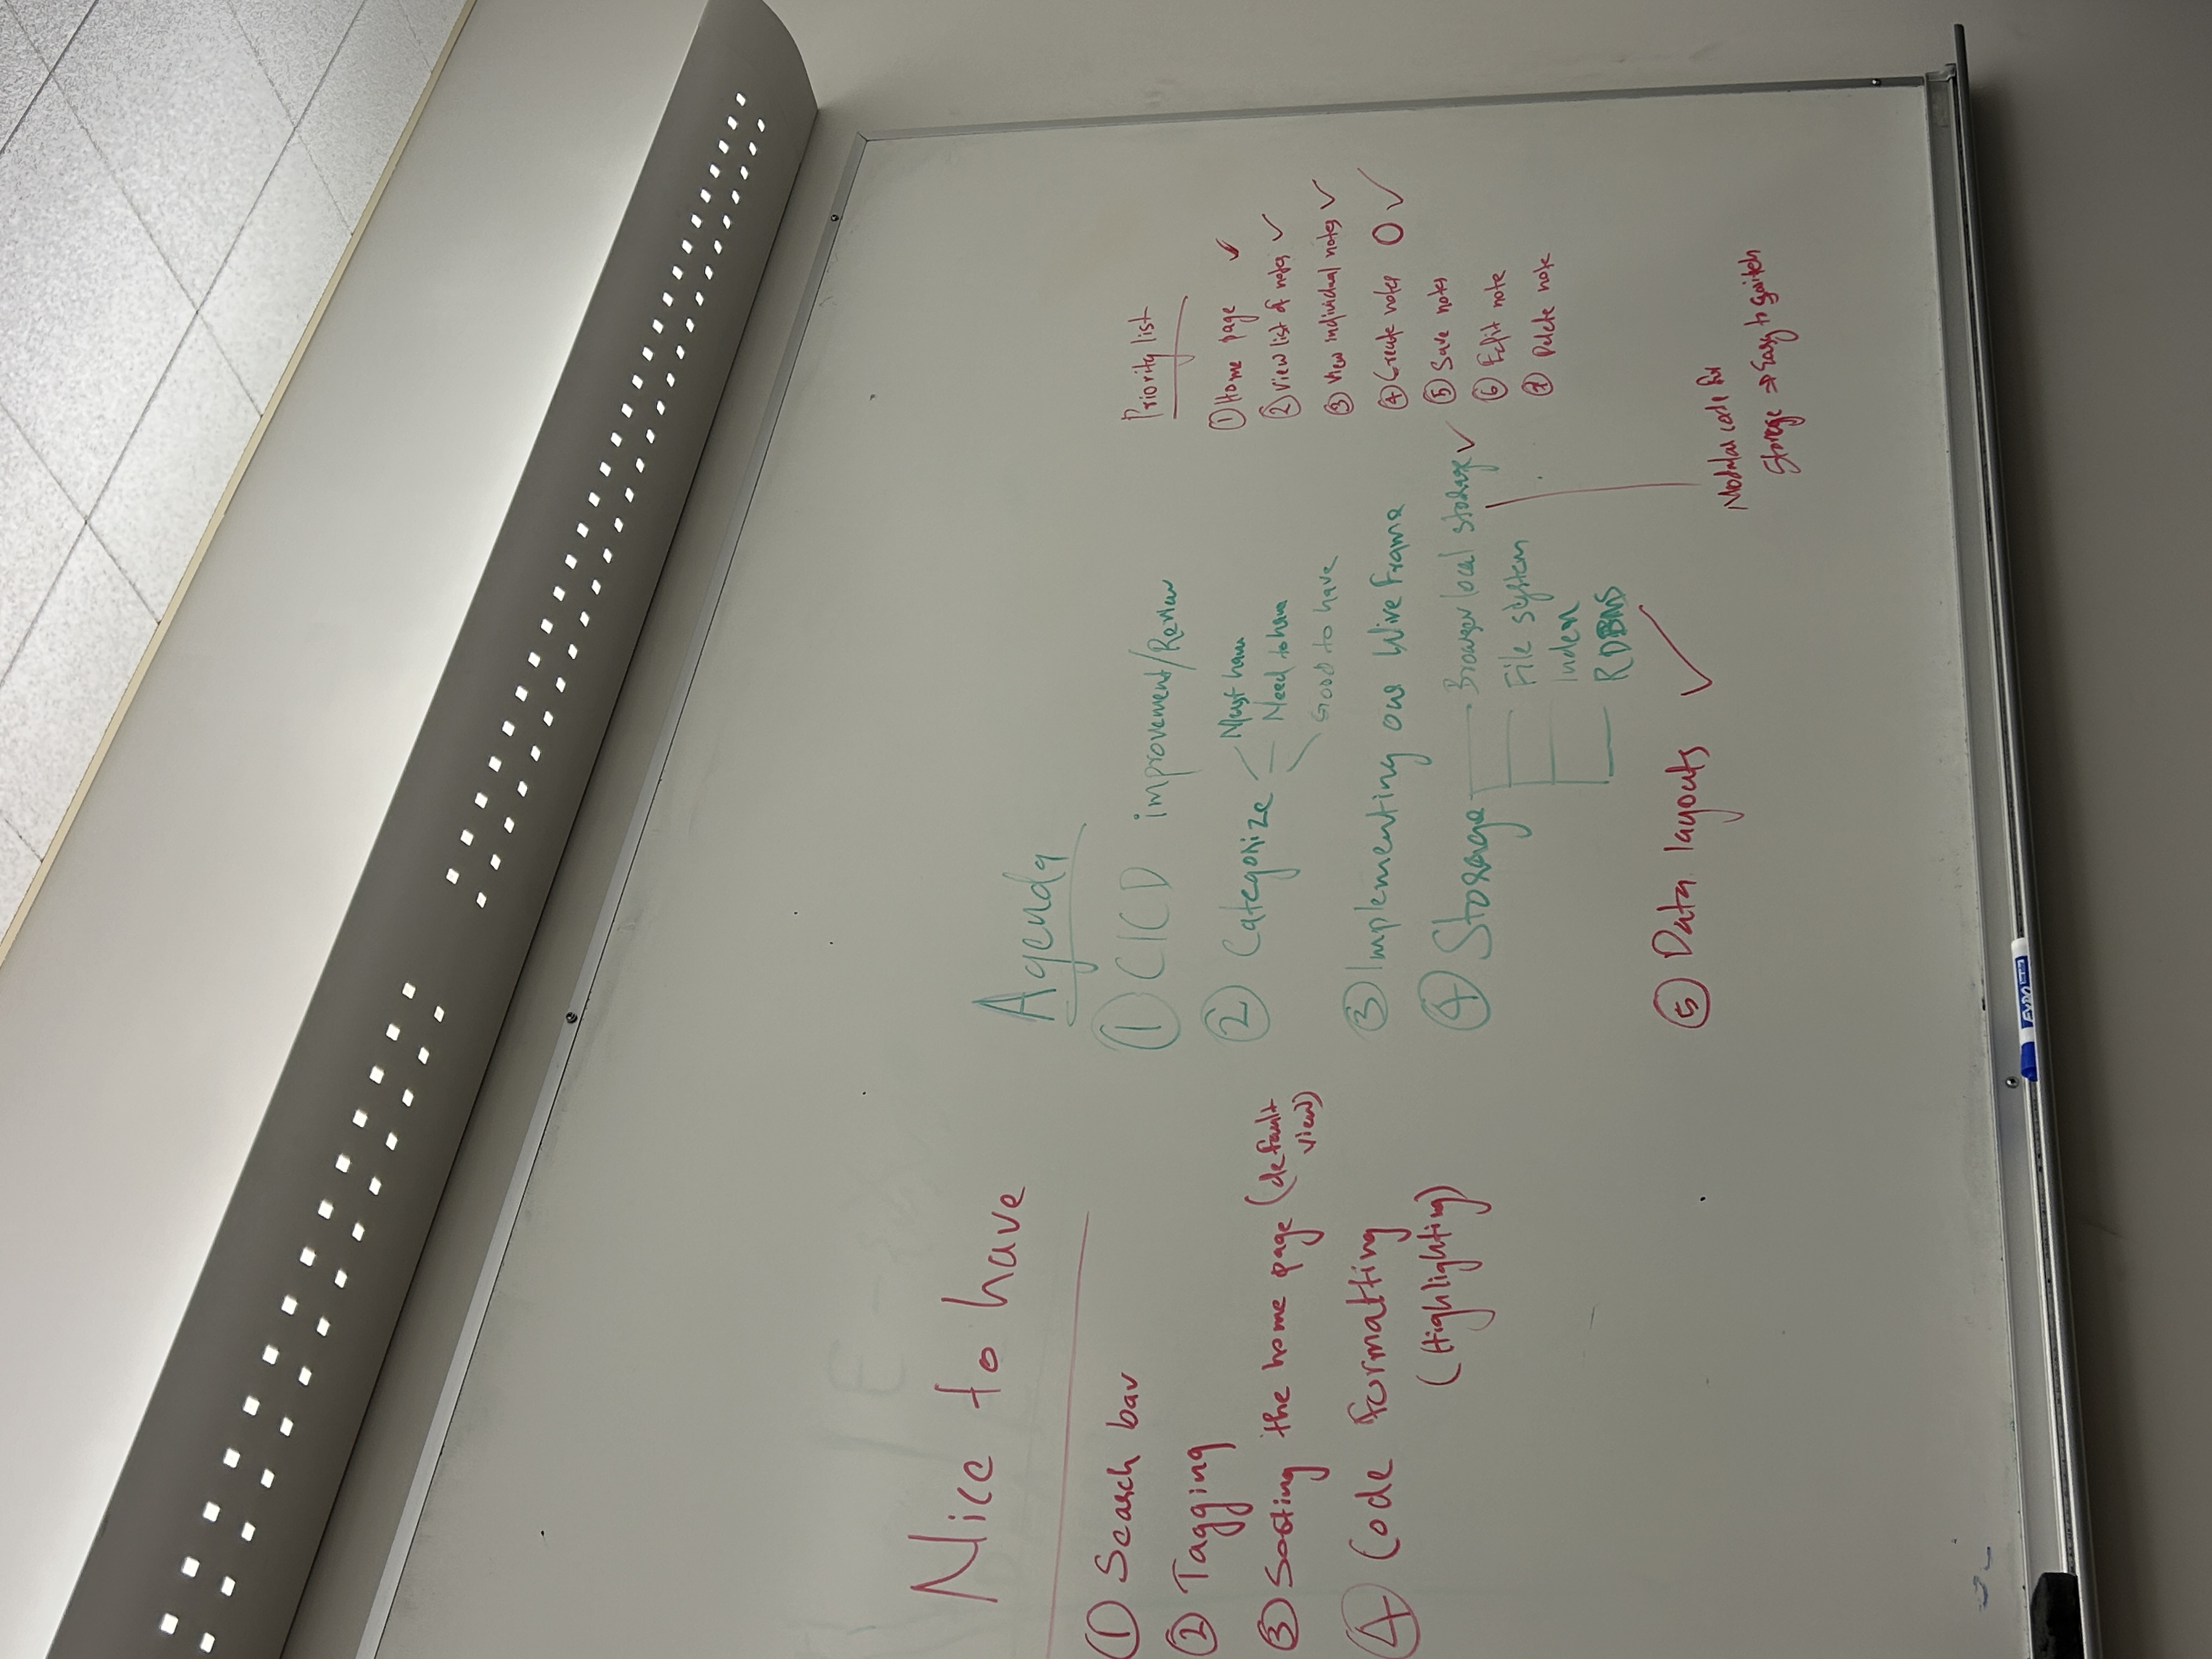 Nice to have
① Search bar
② Tagging
③ Sorting the home page (default
view)
④ Code Formatting
(Highlighting)
Agenda
① CICD improvement/Review
② Categorize
Must have
Need to have
Good to have
③ Implementing our Wire Frame
④ Storage
Browser local storage ✓
File system
Index
RDBMS
⑤ Data layouts ✓
Priority list
① Home page ✓
② View list of notes ✓
③ View individual notes ✓
④ Create notes O ✓
⑤ Save notes
⑥ Edit note
⑦ Delete note
Modular code for
Storage ⇒ Easy to switch
EXPO